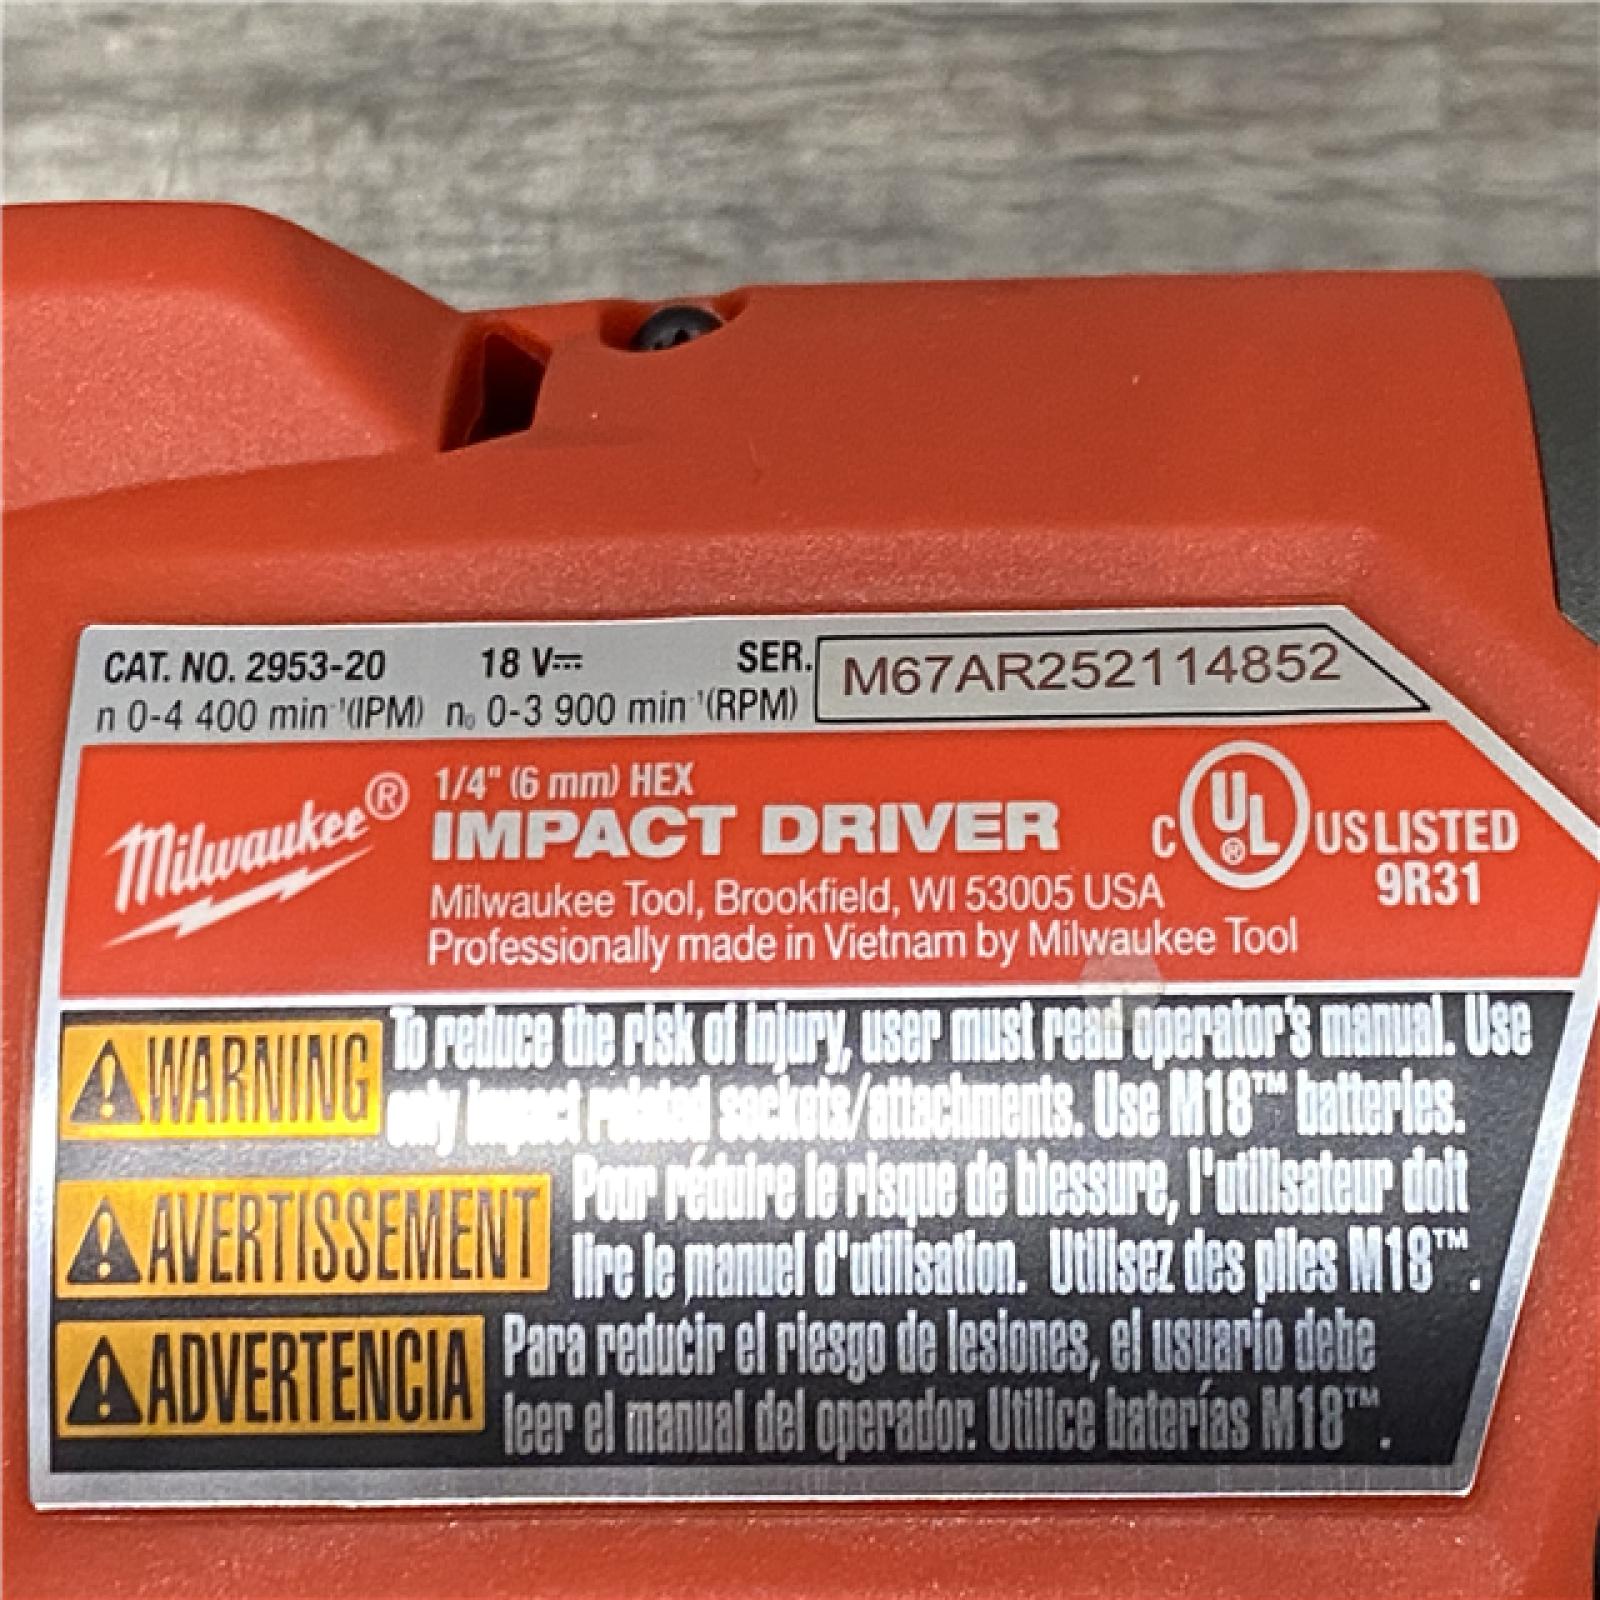 CAT. NO. 2953-20 18 V⎓ SER. M67AR252114852
n 0-4 400 min⁻¹(IPM) n₀ 0-3 900 min⁻¹(RPM)
Milwaukee®
1/4" (6 mm) HEX
IMPACT DRIVER
Milwaukee Tool, Brookfield, WI 53005 USA
Professionally made in Vietnam by Milwaukee Tool
C UL® US LISTED
9R31
WARNING To reduce the risk of injury, user must read operator's manual. Use
only impact related sockets/attachments. Use M18™ batteries.
AVERTISSEMENT Pour réduire le risque de blessure, l'utilisateur doit
lire le manuel d'utilisation. Utilisez des piles M18™.
ADVERTENCIA Para reducir el riesgo de lesiones, el usuario debe
leer el manual del operador. Utilice baterías M18™.